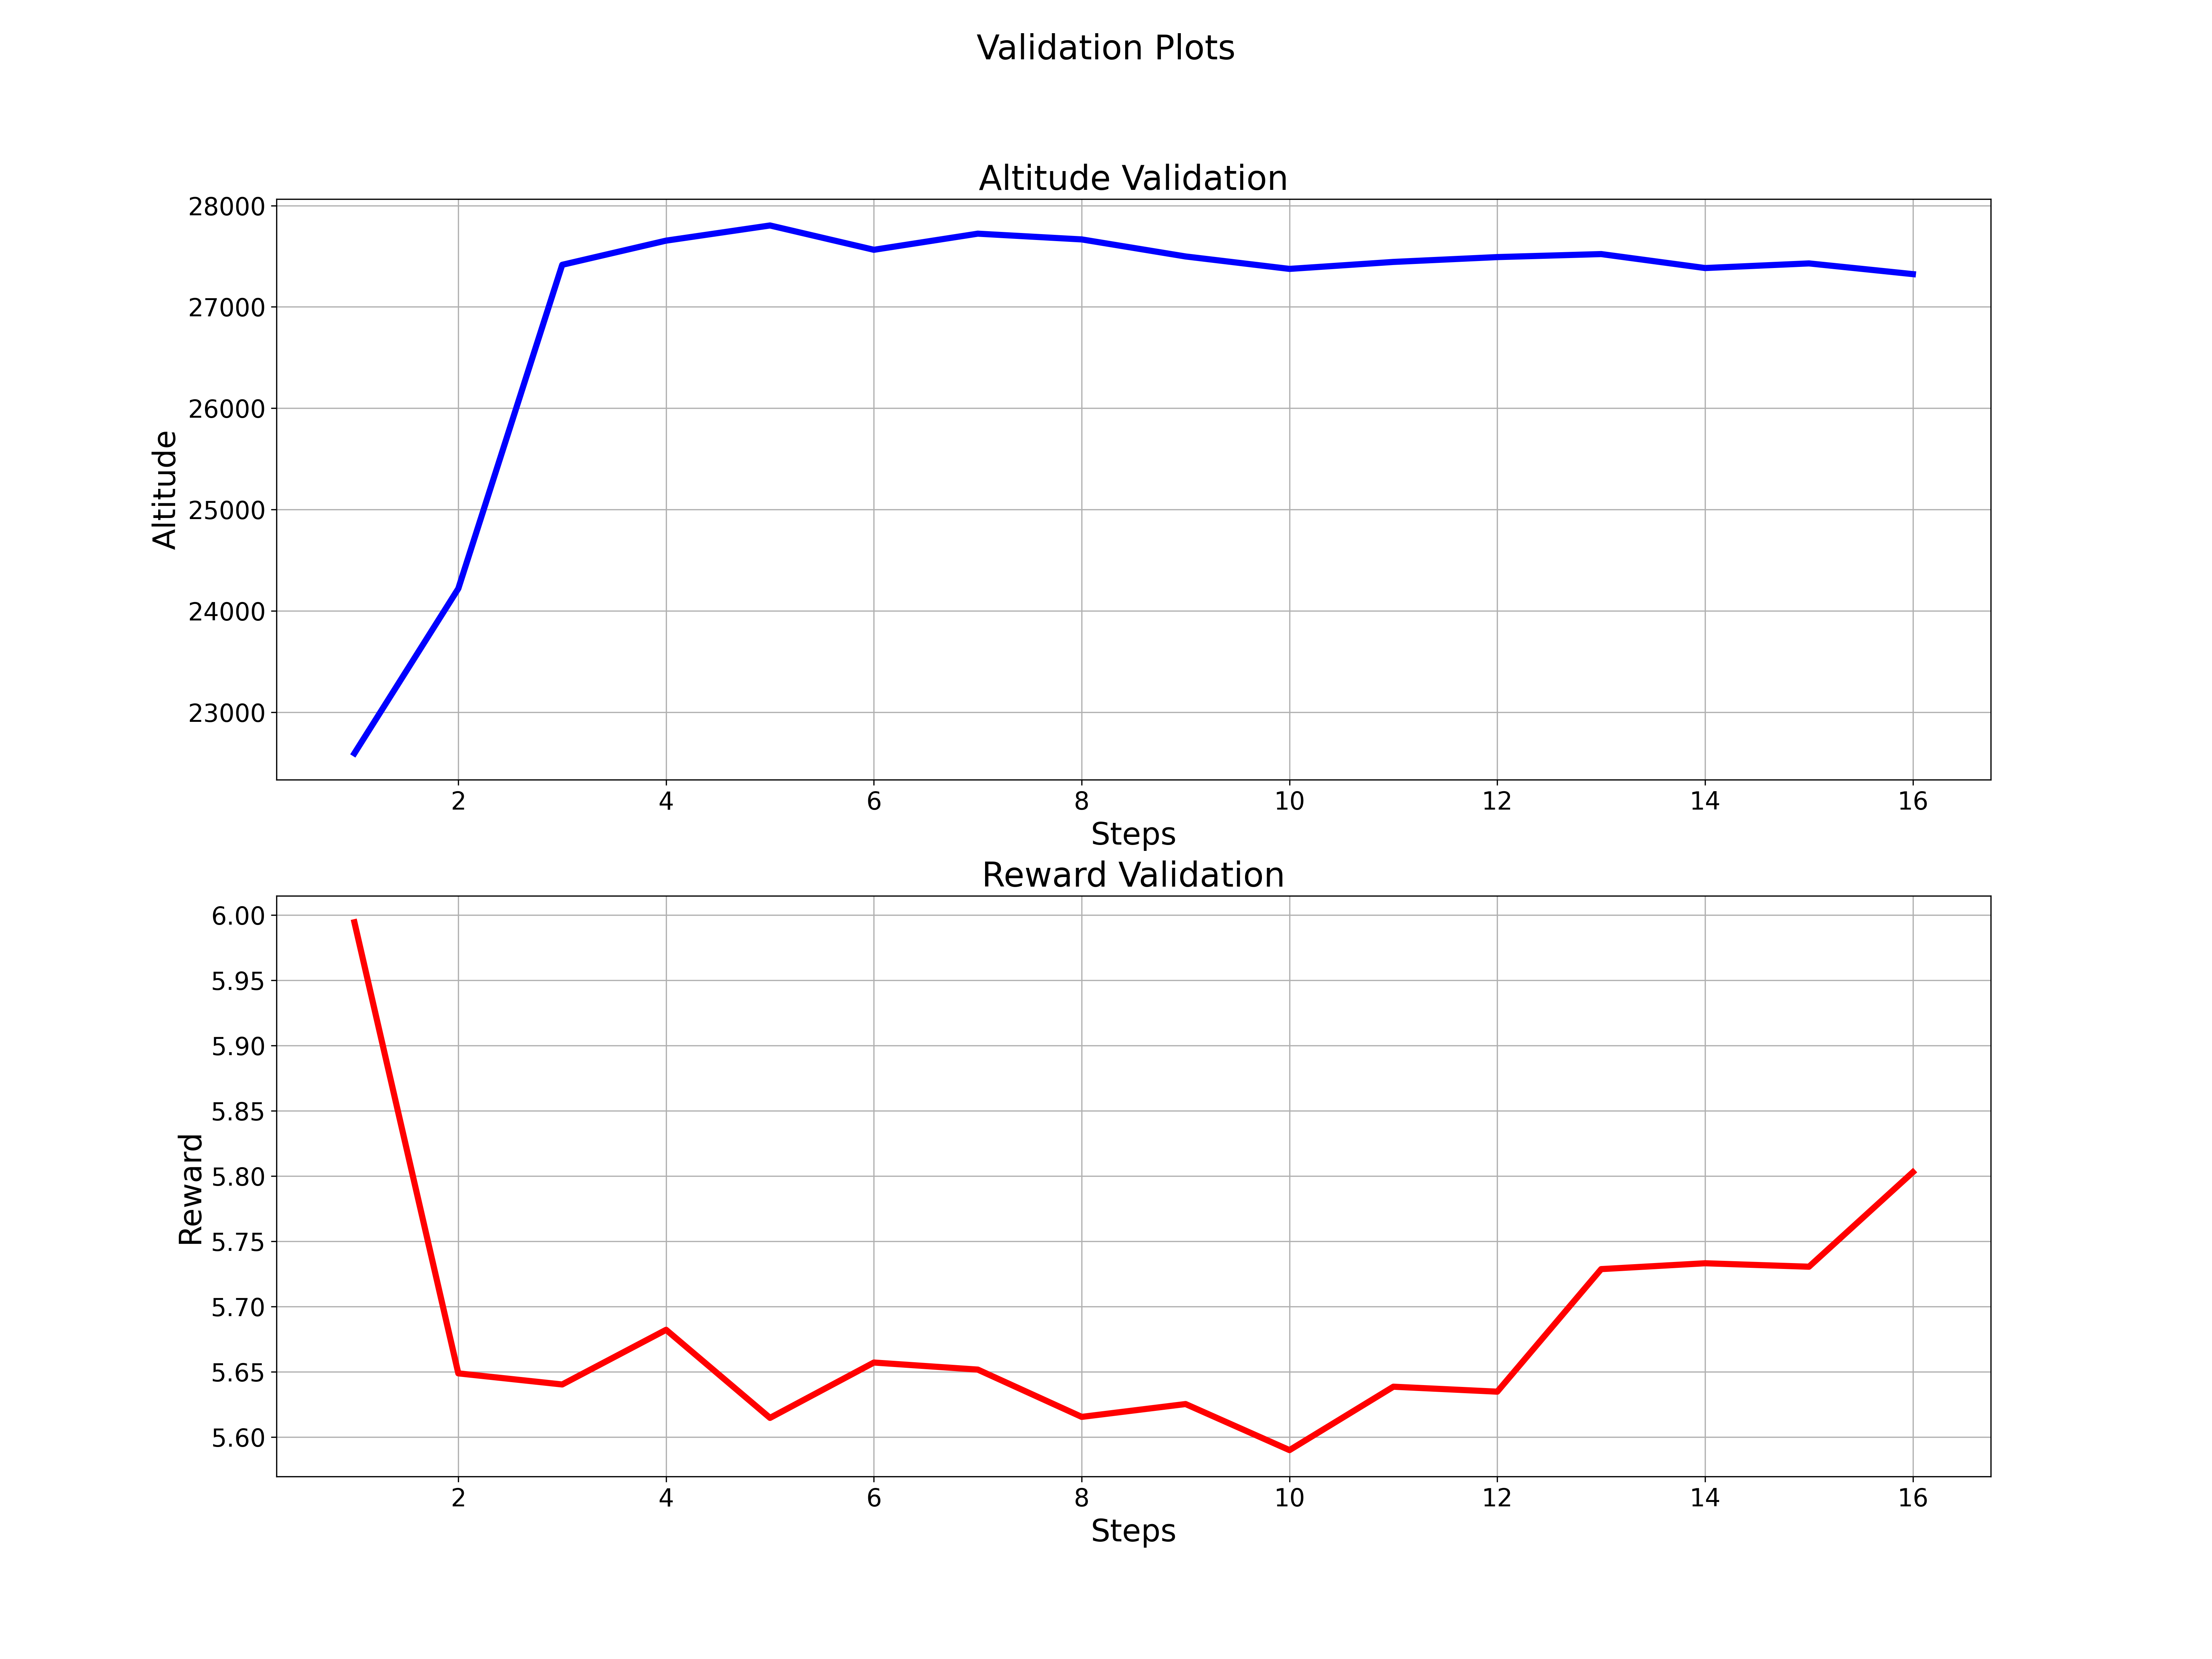 Validation Plots
Altitude Validation
28000
27000
26000
25000
24000
23000
Altitude
2 4 6 8 10 12 14 16
Steps
Reward Validation
6.00
5.95
5.90
5.85
5.80
5.75
5.70
5.65
5.60
Reward
2 4 6 8 10 12 14 16
Steps